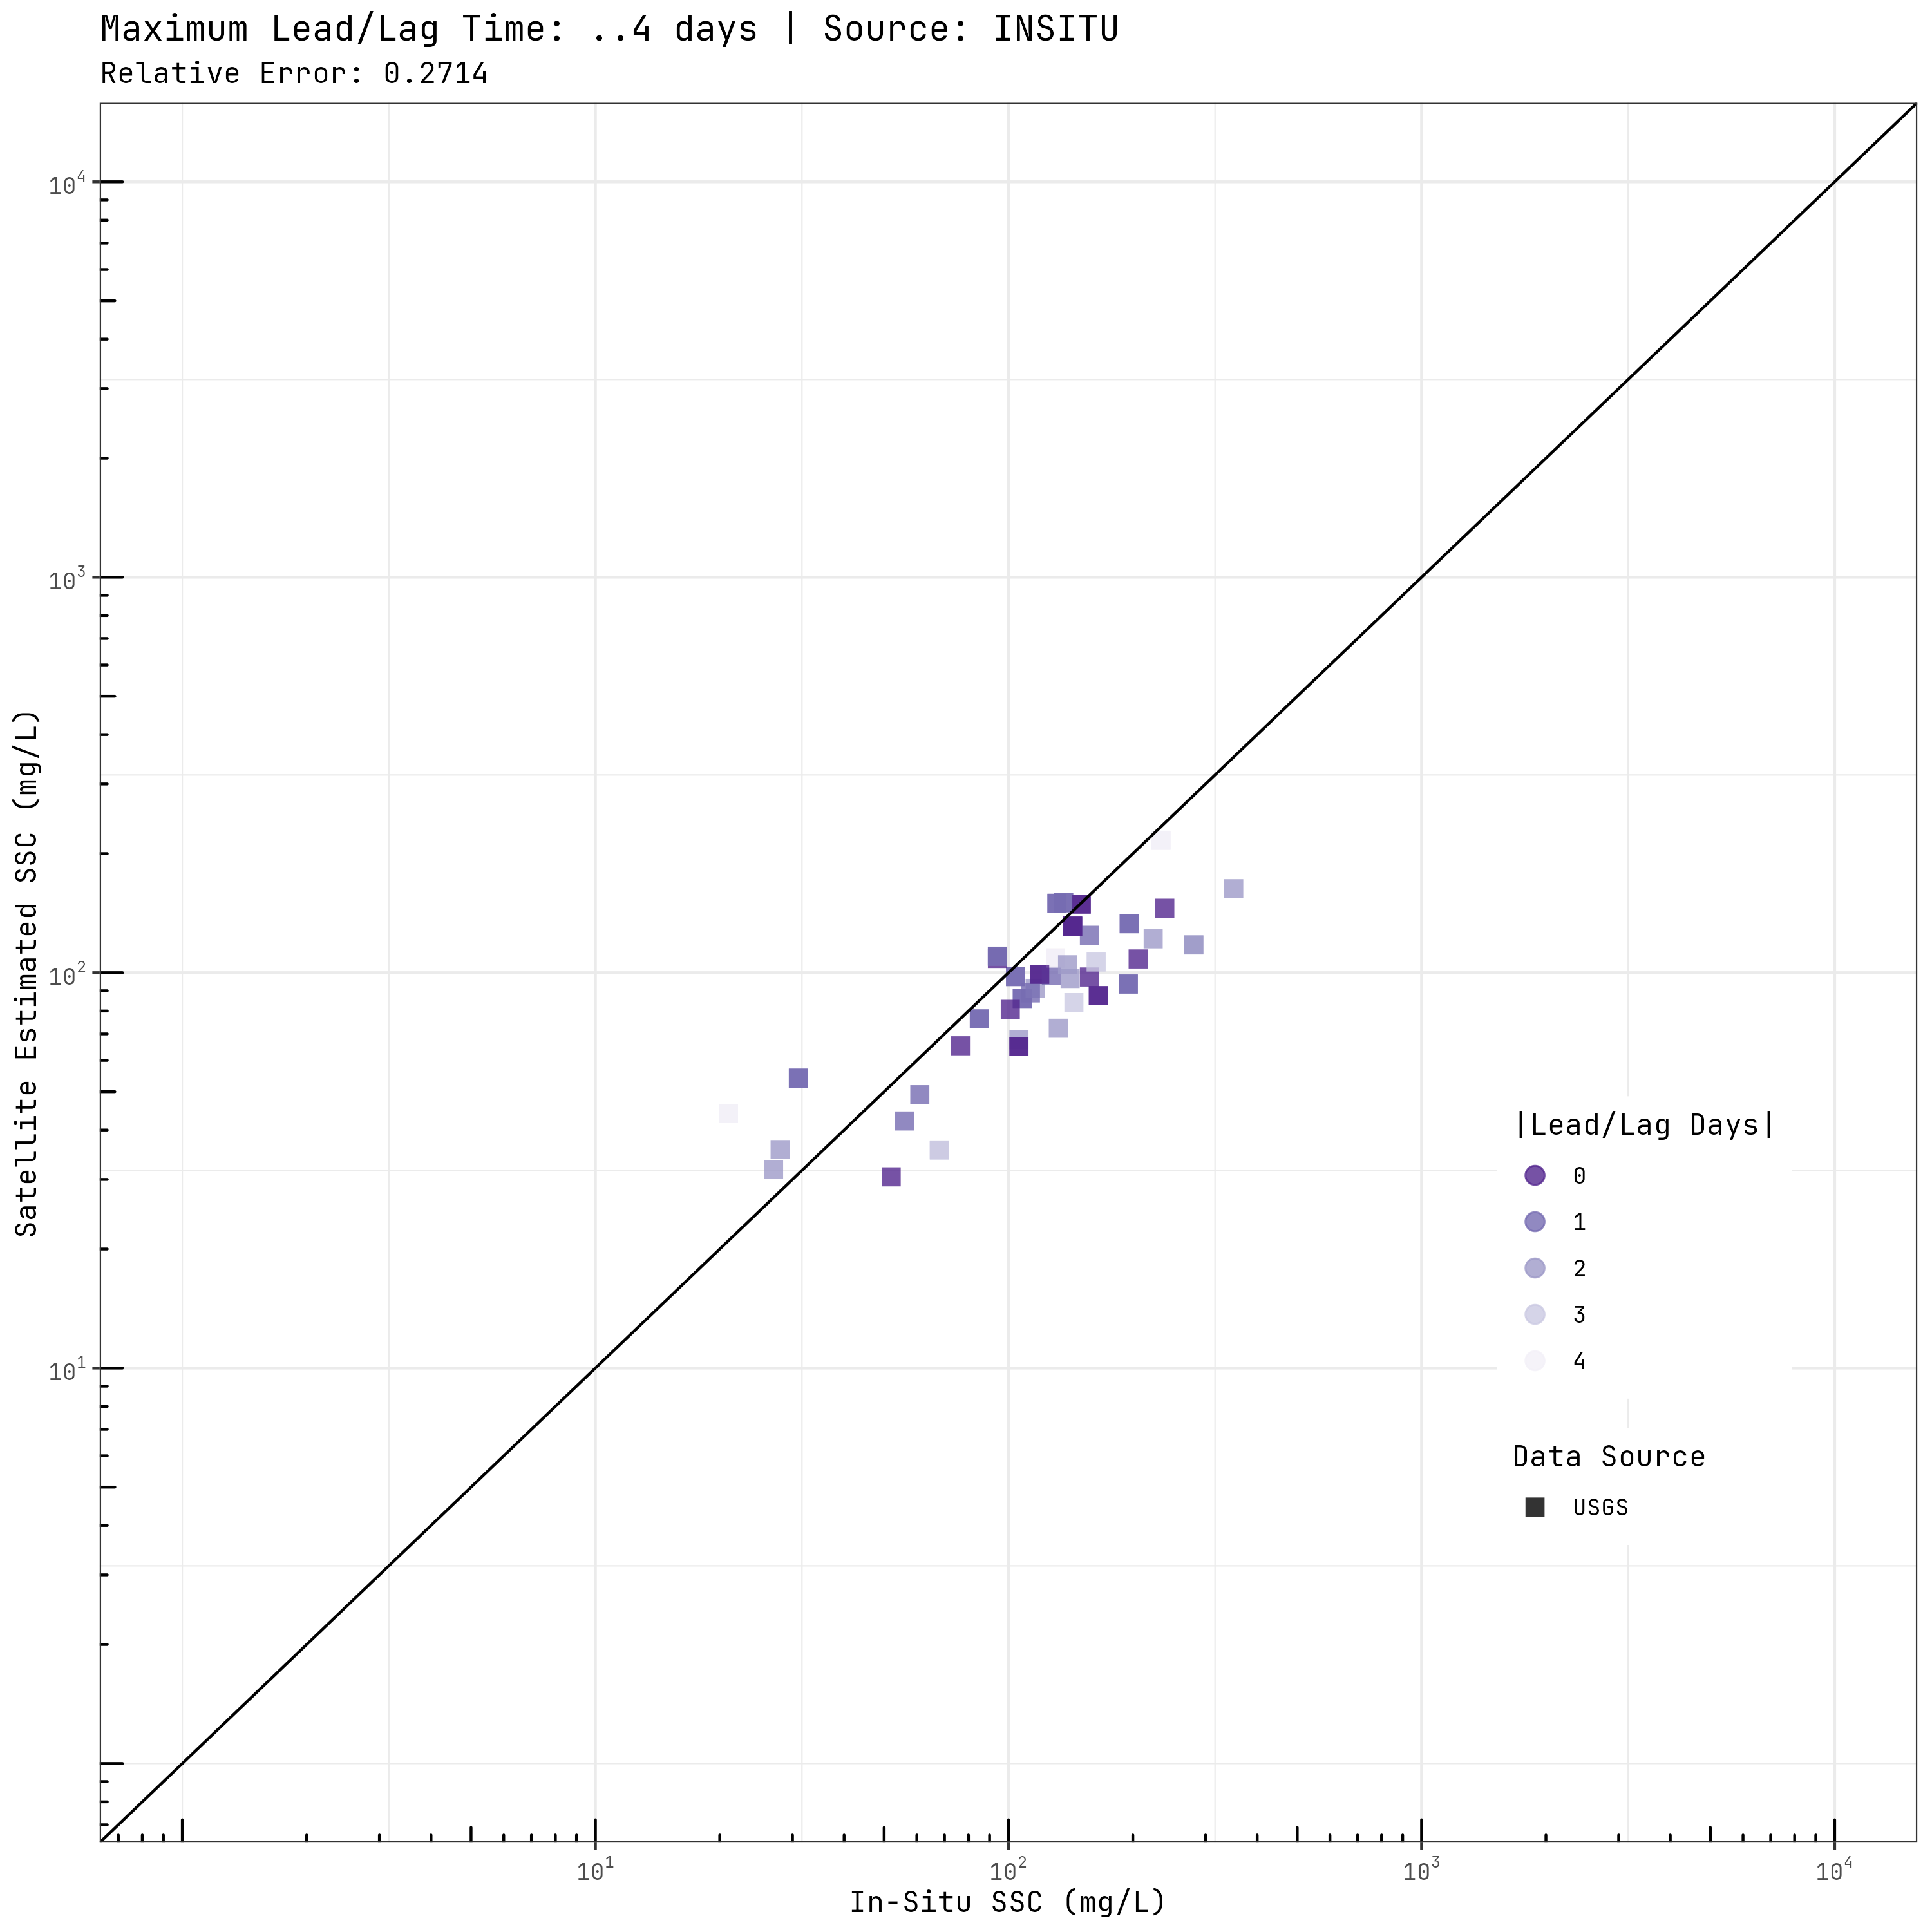 Maximum Lead/Lag Time: ..4 days | Source: INSITU
Relative Error: 0.2714
10⁴
10³
10²
10¹
Satellite Estimated SSC (mg/L)
|Lead/Lag Days|
0
1
2
3
4
Data Source
USGS
10¹
10²
10³
10⁴
In-Situ SSC (mg/L)